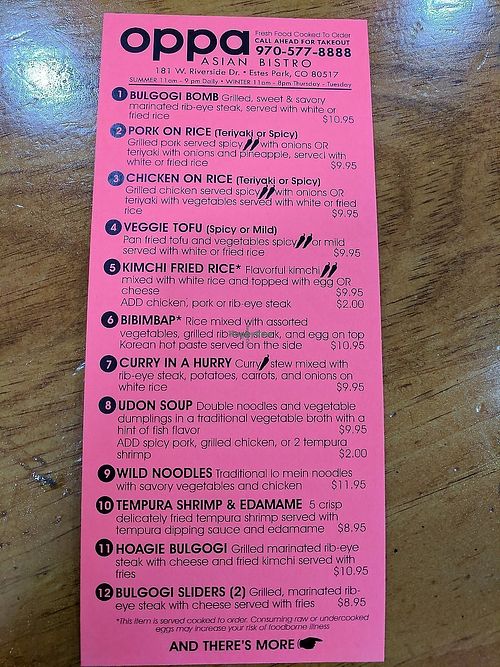 oppa
Fresh Food Cooked To Order
CALL AHEAD FOR TAKEOUT
970-577-8888
ASIAN BISTRO
181 W. Riverside Dr. • Estes Park, CO 80517
SUMMER 11am - 9 pm Daily • WINTER 11am - 8pm Thursday - Tuesday
1 BULGOGI BOMB Grilled, sweet & savory
marinated rib-eye steak, served with white or
fried rice $10.95
2 PORK ON RICE (Teriyaki or Spicy)
Grilled pork served spicy with onions OR
teriyaki with onions and pineapple, served with
white or fried rice $9.95
3 CHICKEN ON RICE (Teriyaki or Spicy)
Grilled chicken served spicy with onions OR
teriyaki with vegetables served with white or fried
rice $9.95
4 VEGGIE TOFU (Spicy or Mild)
Pan fried tofu and vegetables spicy or mild
served with white or fried rice $9.95
5 KIMCHI FRIED RICE* Flavorful kimchi
mixed with white rice and topped with egg OR
cheese $9.95
ADD chicken, pork or rib-eye steak $2.00
6 BIBIMBAP* Rice mixed with assorted
vegetables, grilled rib-eye steak, and egg on top
Korean hot paste served on the side $10.95
7 CURRY IN A HURRY Curry stew mixed with
rib-eye steak, potatoes, carrots, and onions on
white rice $9.95
8 UDON SOUP Double noodles and vegetable
dumplings in a traditional vegetable broth with a
hint of fish flavor $9.95
ADD spicy pork, grilled chicken, or 2 tempura
shrimp $2.00
9 WILD NOODLES Traditional lo mein noodles
with savory vegetables and chicken $11.95
10 TEMPURA SHRIMP & EDAMAME 5 crisp
delicately fried tempura shrimp served with
tempura dipping sauce and edamame $8.95
11 HOAGIE BULGOGI Grilled marinated rib-eye
steak with cheese and fried kimchi served with
fries $10.95
12 BULGOGI SLIDERS (2) Grilled, marinated rib-
eye steak with cheese served with fries $8.95
*This item is served cooked to order. Consuming raw or undercooked
eggs may increase your risk of foodborne illness
AND THERE'S MORE